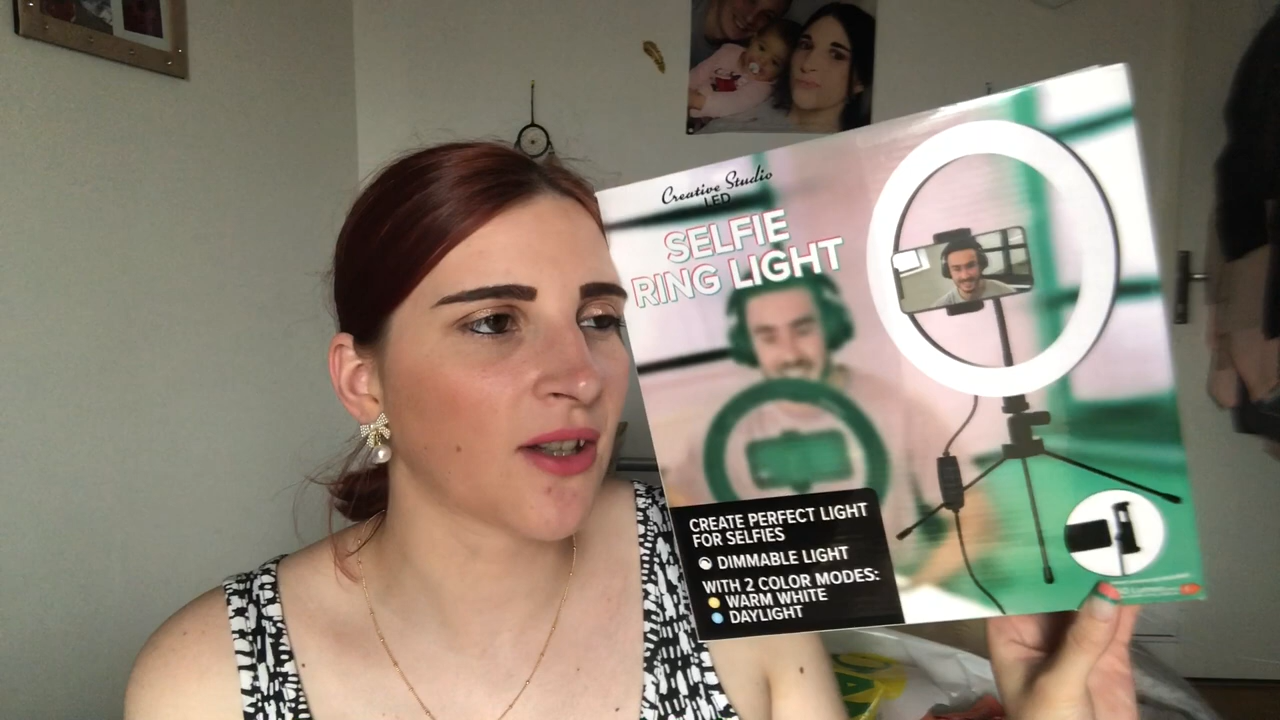 Creative Studio
LED
SELFIE
RING LIGHT
CREATE PERFECT LIGHT
FOR SELFIES
DIMMABLE LIGHT
WITH 2 COLOR MODES:
WARM WHITE
DAYLIGHT